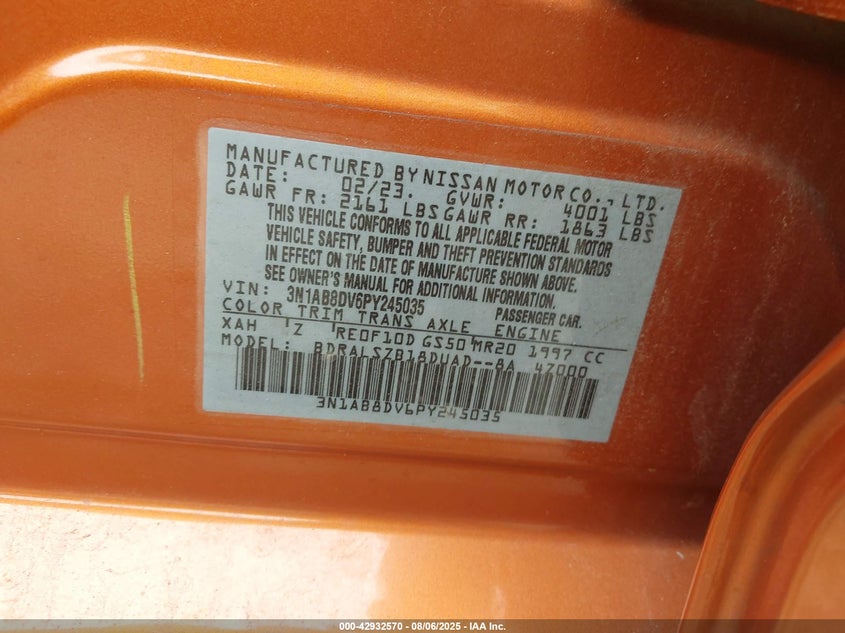 MANUFACTURED BY NISSAN MOTOR CO., LTD.
DATE: 02/23. GVWR: 4001 LBS
GAWR FR: 2161 LBS GAWR RR: 1863 LBS
THIS VEHICLE CONFORMS TO ALL APPLICABLE FEDERAL MOTOR
VEHICLE SAFETY, BUMPER AND THEFT PREVENTION STANDARDS
IN EFFECT ON THE DATE OF MANUFACTURE SHOWN ABOVE.
SEE OWNER'S MANUAL FOR ADDITIONAL INFORMATION.
VIN: 3N1AB8DV6PY245035 PASSENGER CAR.
COLOR TRIM TRANS AXLE ENGINE
XAH Z RE0F10D GS50 MR20 1997 CC
MODEL: BDRALSZB18DUAD--8A 47000
3N1AB8DV6PY245035
000-42932570 - 08/06/2025 - IAA Inc.